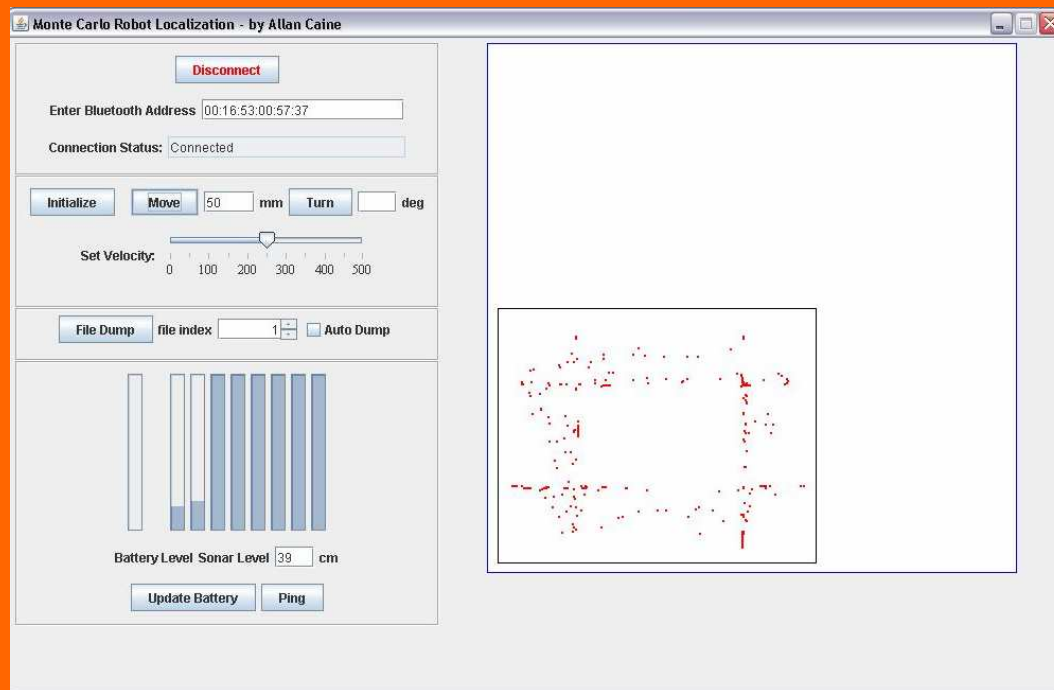 Monte Carlo Robot Localization - by Allan Caine
Disconnect
Enter Bluetooth Address 00:16:53:00:57:37
Connection Status: Connected
Initialize Move 50 mm Turn deg
Set Velocity:
0 100 200 300 400 500
File Dump file index 1 Auto Dump
Battery Level Sonar Level 39 cm
Update Battery Ping